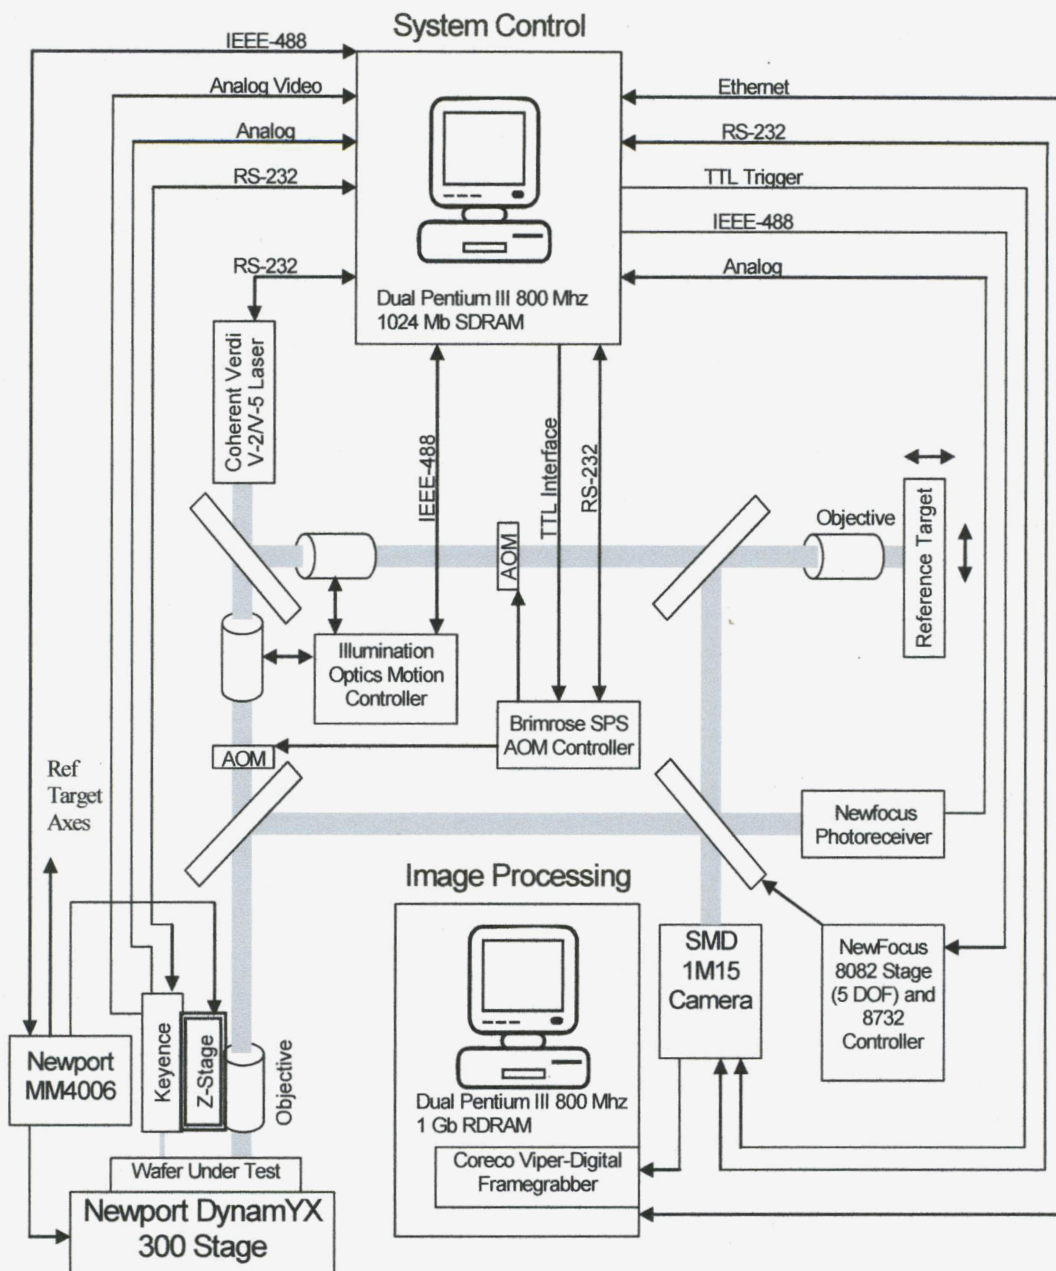 System Control
IEEE-488
Analog Video
Analog
RS-232
RS-232
Ethernet
RS-232
TTL Trigger
IEEE-488
Analog
Dual Pentium III 800 Mhz
1024 Mb SDRAM
Coherent Verdi
V-2/V-5 Laser
IEEE-488
TTL Interface
RS-232
AOM
Objective
Reference Target
Illumination
Optics Motion
Controller
Brimrose SPS
AOM Controller
AOM
Ref
Target
Axes
Newfocus
Photoreceiver
Image Processing
SMD
1M15
Camera
NewFocus
8082 Stage
(5 DOF) and
8732
Controller
Newport
MM4006
Keyence
Z-Stage
Objective
Dual Pentium III 800 Mhz
1 Gb RDRAM
Coreco Viper-Digital
Framegrabber
Wafer Under Test
Newport DynamYX
300 Stage